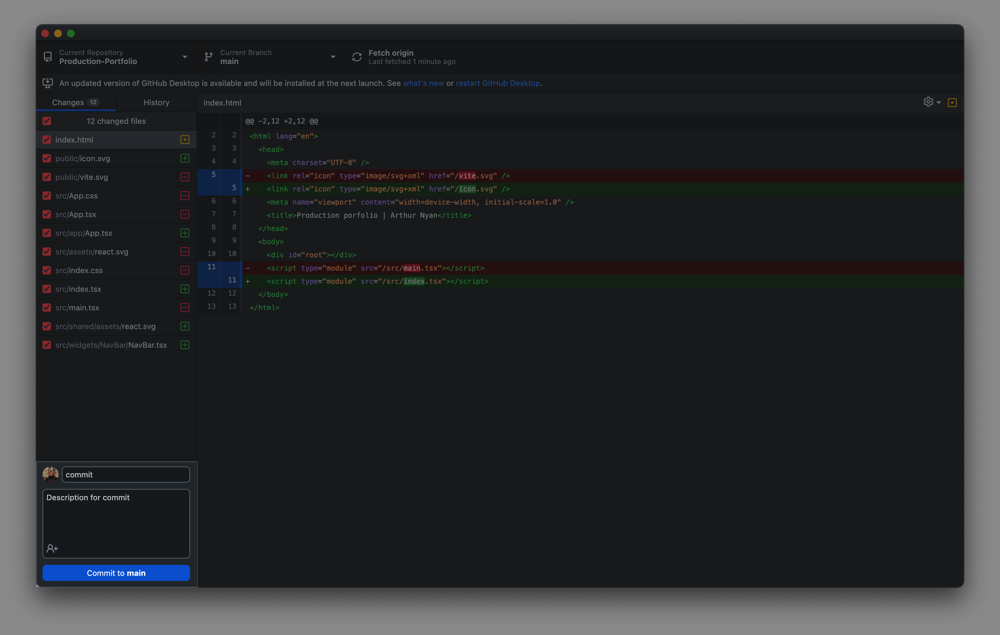 Current Repository
Production-Portfolio
Current Branch
main
Fetch origin
Last fetched 1 minute ago
An updated version of GitHub Desktop is available and will be installed at the next launch. See what's new or restart GitHub Desktop.
Changes 12
History
index.html
12 changed files
index.html
public/icon.svg
public/vite.svg
src/App.css
src/App.tsx
src/app/App.tsx
src/assets/react.svg
src/index.css
src/index.tsx
src/main.tsx
src/shared/assets/react.svg
src/widgets/NavBar/NavBar.tsx
@@ -2,12 +2,12 @@
2 2 <html lang="en">
3 3 <head>
4 4 <meta charset="UTF-8" />
5 - <link rel="icon" type="image/svg+xml" href="/vite.svg" />
5 + <link rel="icon" type="image/svg+xml" href="/icon.svg" />
6 6 <meta name="viewport" content="width=device-width, initial-scale=1.0" />
7 7 <title>Production porfolio | Arthur Nyan</title>
8 8 </head>
9 9 <body>
10 10 <div id="root"></div>
11 - <script type="module" src="/src/main.tsx"></script>
11 + <script type="module" src="/src/index.tsx"></script>
12 12 </body>
13 13 </html>
commit
Description for commit
Commit to main